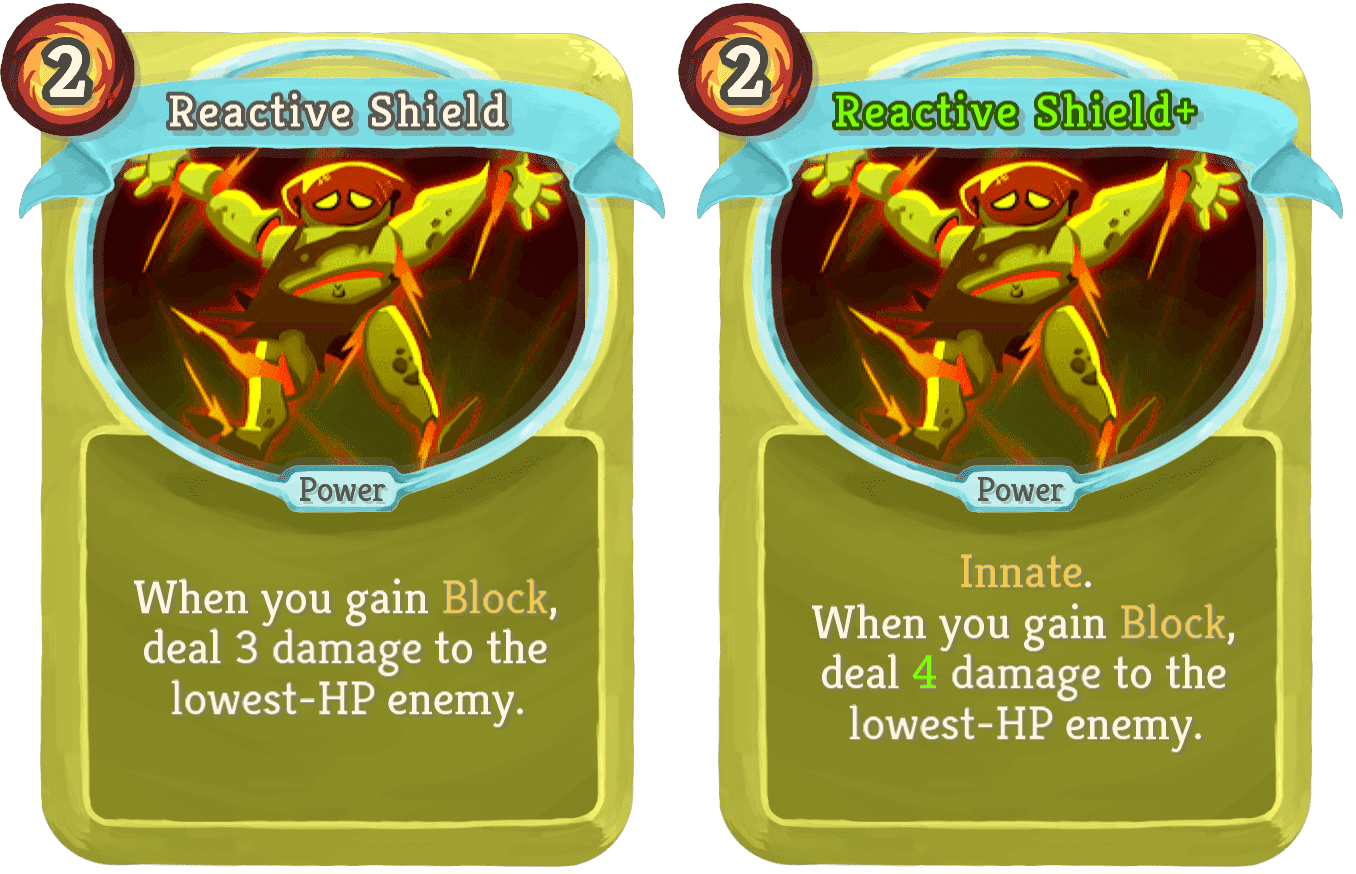 2
Reactive Shield
Power
When you gain Block,
deal 3 damage to the
lowest-HP enemy.
2
Reactive Shield+
Power
Innate.
When you gain Block,
deal 4 damage to the
lowest-HP enemy.